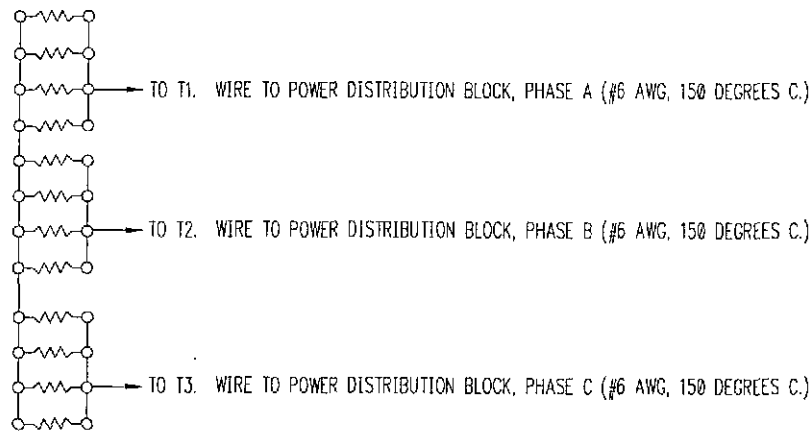 TO T1. WIRE TO POWER DISTRIBUTION BLOCK, PHASE A (#6 AWG, 150 DEGREES C.)
TO T2. WIRE TO POWER DISTRIBUTION BLOCK, PHASE B (#6 AWG, 150 DEGREES C.)
TO T3. WIRE TO POWER DISTRIBUTION BLOCK, PHASE C (#6 AWG, 150 DEGREES C.)